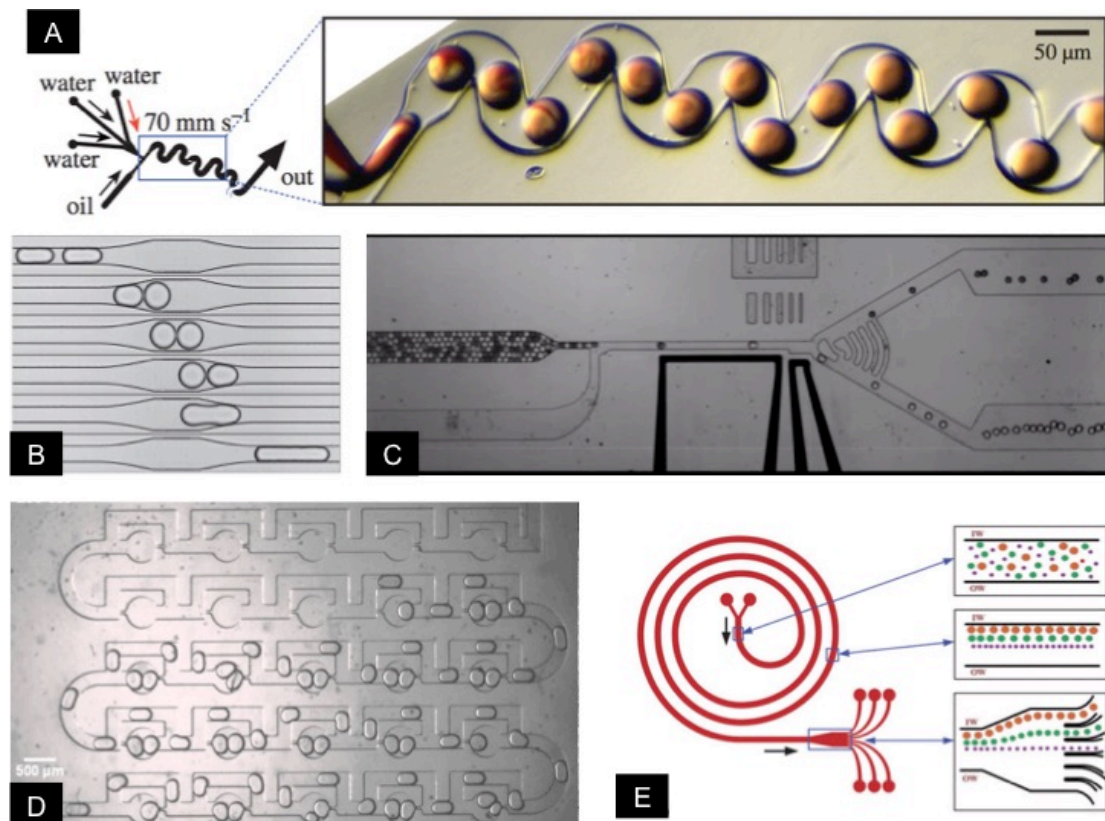 A
water
water
water
oil
70 mm s⁻¹
out
50 µm
B
C
D
500 µm
E
IW
OW
IW
OW
IW
OW